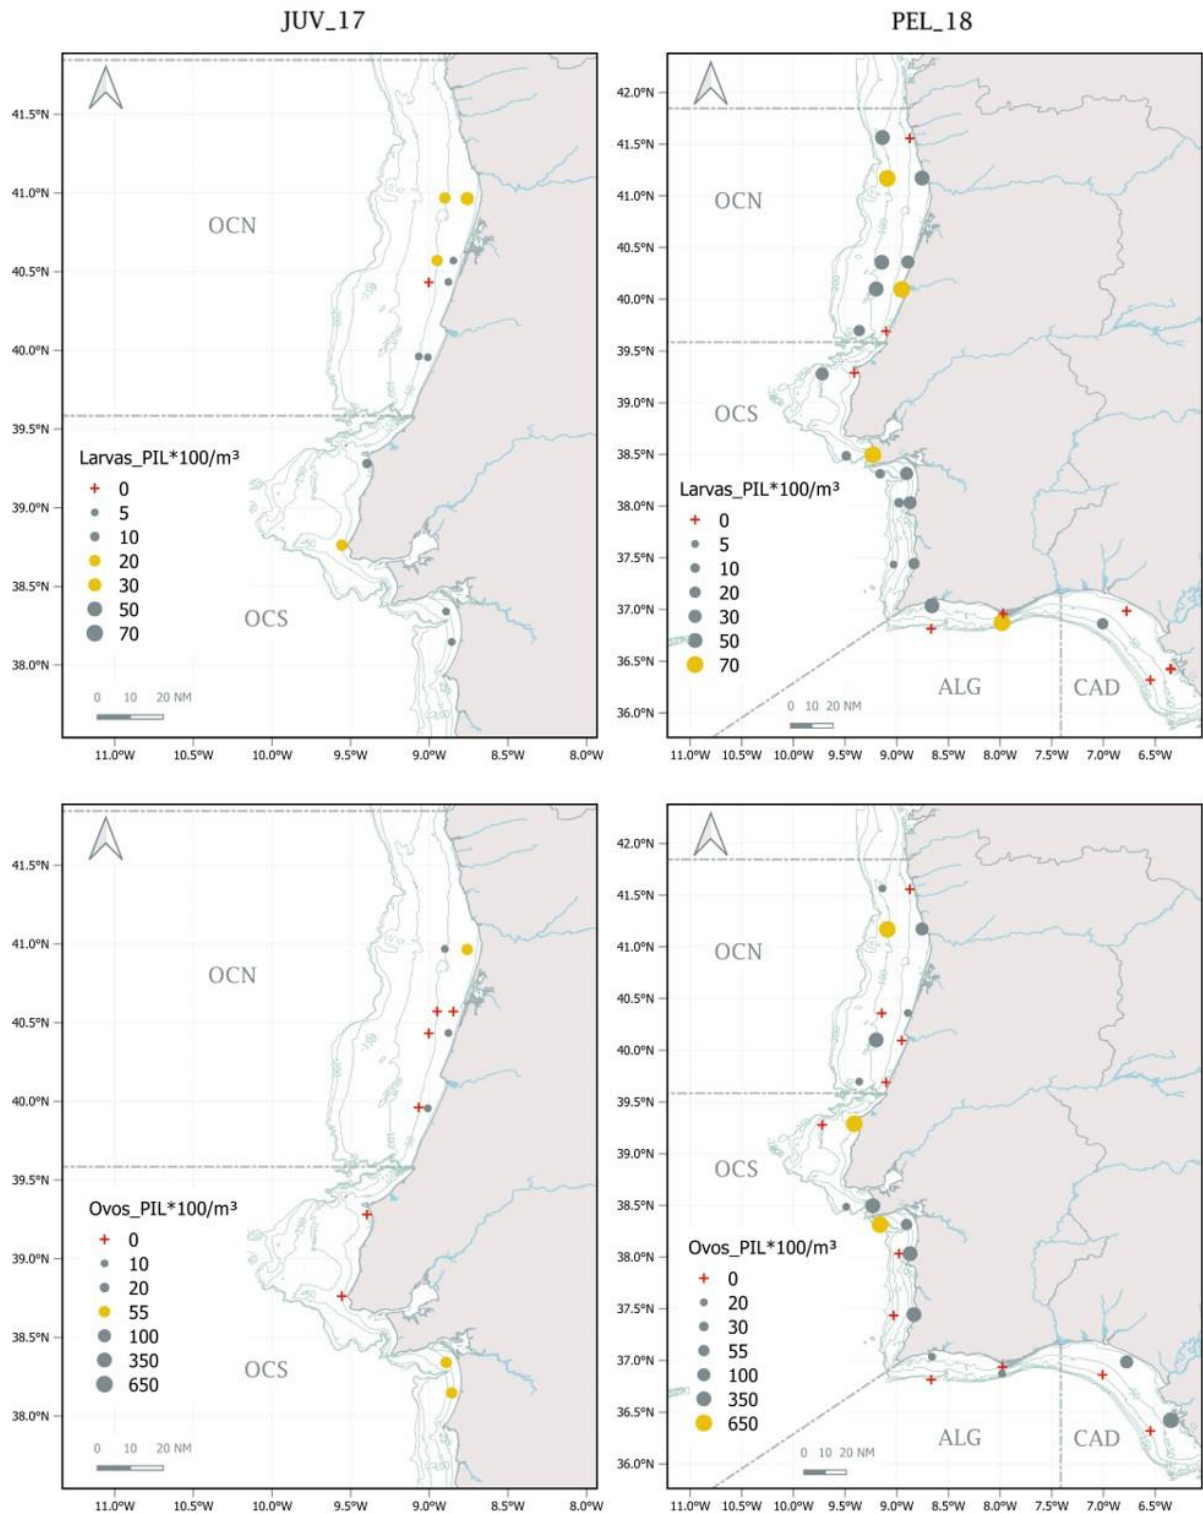 JUV_17
PEL_18
41.5°N
41.0°N
40.5°N
40.0°N
39.5°N
39.0°N
38.5°N
38.0°N
OCN
OCS
Larvas_PIL*100/m³
0
5
10
20
30
50
70
0 10 20 NM
11.0°W 10.5°W 10.0°W 9.5°W 9.0°W 8.5°W 8.0°W
42.0°N
41.5°N
41.0°N
40.5°N
40.0°N
39.5°N
39.0°N
38.5°N
38.0°N
37.5°N
37.0°N
36.5°N
36.0°N
OCN
OCS
ALG
CAD
Larvas_PIL*100/m³
0
5
10
20
30
50
70
0 10 20 NM
11.0°W 10.5°W 10.0°W 9.5°W 9.0°W 8.5°W 8.0°W 7.5°W 7.0°W 6.5°W
41.5°N
41.0°N
40.5°N
40.0°N
39.5°N
39.0°N
38.5°N
38.0°N
OCN
OCS
Ovos_PIL*100/m³
0
10
20
55
100
350
650
0 10 20 NM
11.0°W 10.5°W 10.0°W 9.5°W 9.0°W 8.5°W 8.0°W
42.0°N
41.5°N
41.0°N
40.5°N
40.0°N
39.5°N
39.0°N
38.5°N
38.0°N
37.5°N
37.0°N
36.5°N
36.0°N
OCN
OCS
ALG
CAD
Ovos_PIL*100/m³
0
20
30
55
100
350
650
0 10 20 NM
11.0°W 10.5°W 10.0°W 9.5°W 9.0°W 8.5°W 8.0°W 7.5°W 7.0°W 6.5°W